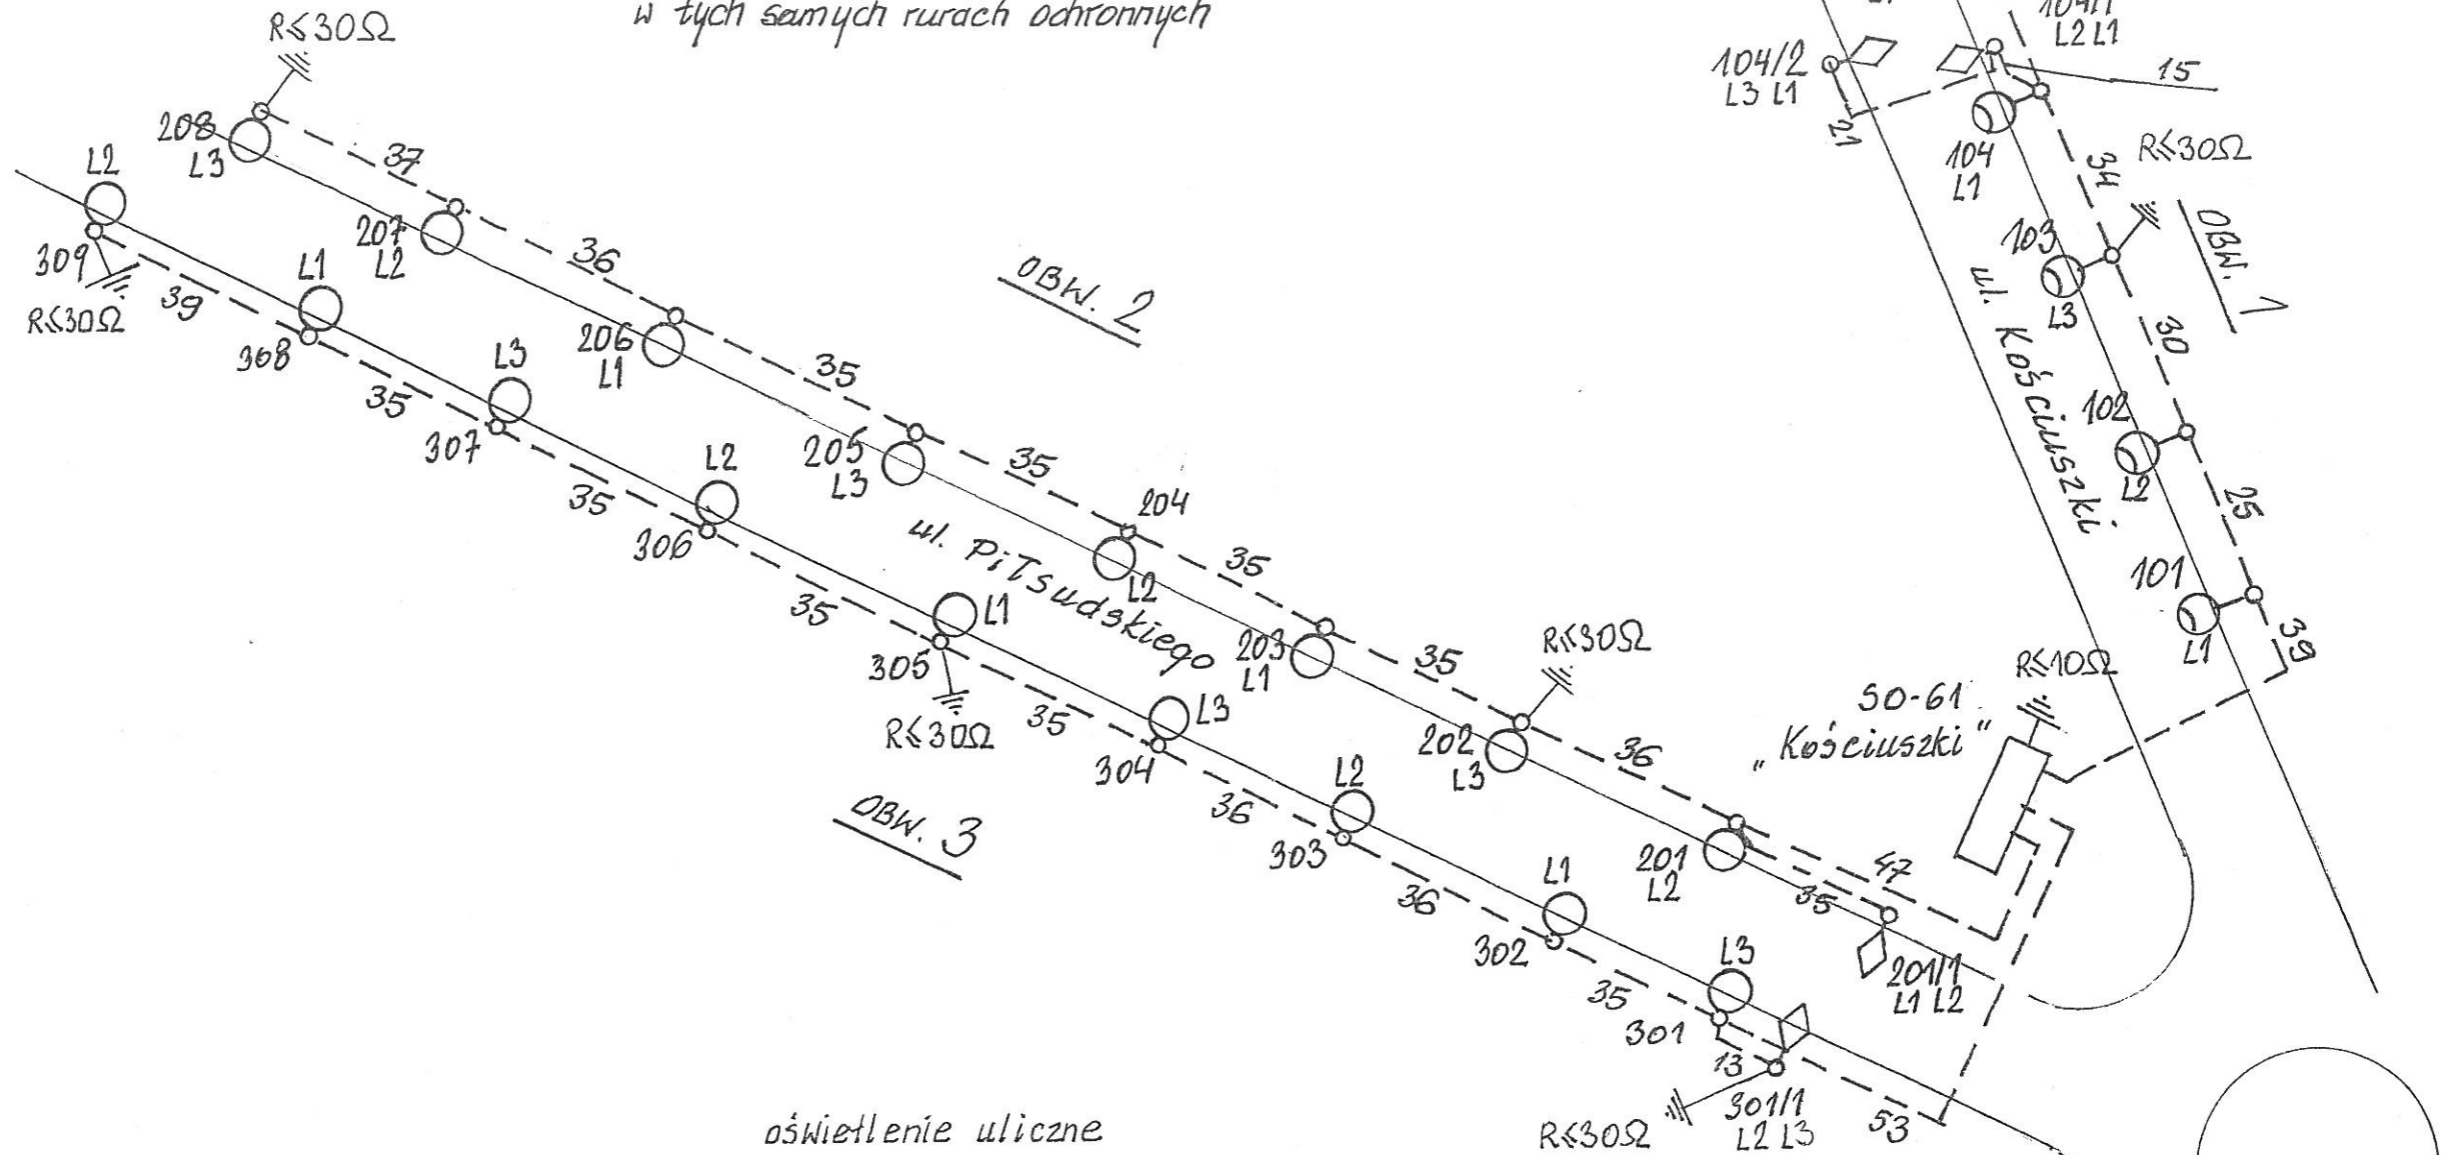 w tych samych rurach ochronnych
R≤30Ω
208
L3
37
207
L2
36
206
L1
35
205
L3
35
204
L2
35
203
L1
35
R≤30Ω
202
L3
36
201
L2
47
35
201/1
L1 L2
OBW. 2
ul. Piłsudskiego
L2
309
R≤30Ω
39
L1
308
35
L3
307
35
L2
306
35
L1
305
R≤30Ω
35
L3
304
36
L2
303
36
L1
302
35
L3
301
13
301/1
L2 L3
R≤30Ω
53
OBW. 3
104/1
L2 L1
15
104/2
L3 L1
21
104
L1
34
R≤30Ω
103
L3
OBW. 1
30
ul. Kościuszki
102
L2
25
101
L1
39
R≤10Ω
SO-61
„Kościuszki"
oświetlenie uliczne